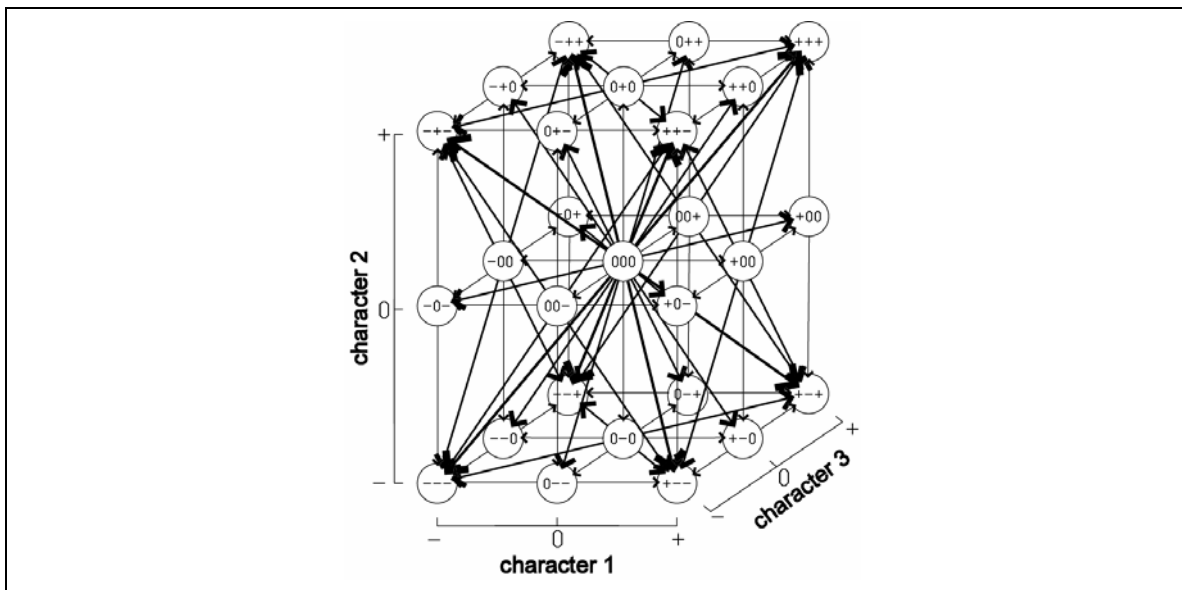 -++ 0++ +++
-+0 0+0 ++0
+ -+- 0+- ++-
-0+ 00+ +00
-00 000 +00
character 2
0 -0- 00- +0-
--+ 0-+ +-+
+
--0 0-0 +-0
0
character 3
- --- 0-- +--
-
- 0 +
character 1